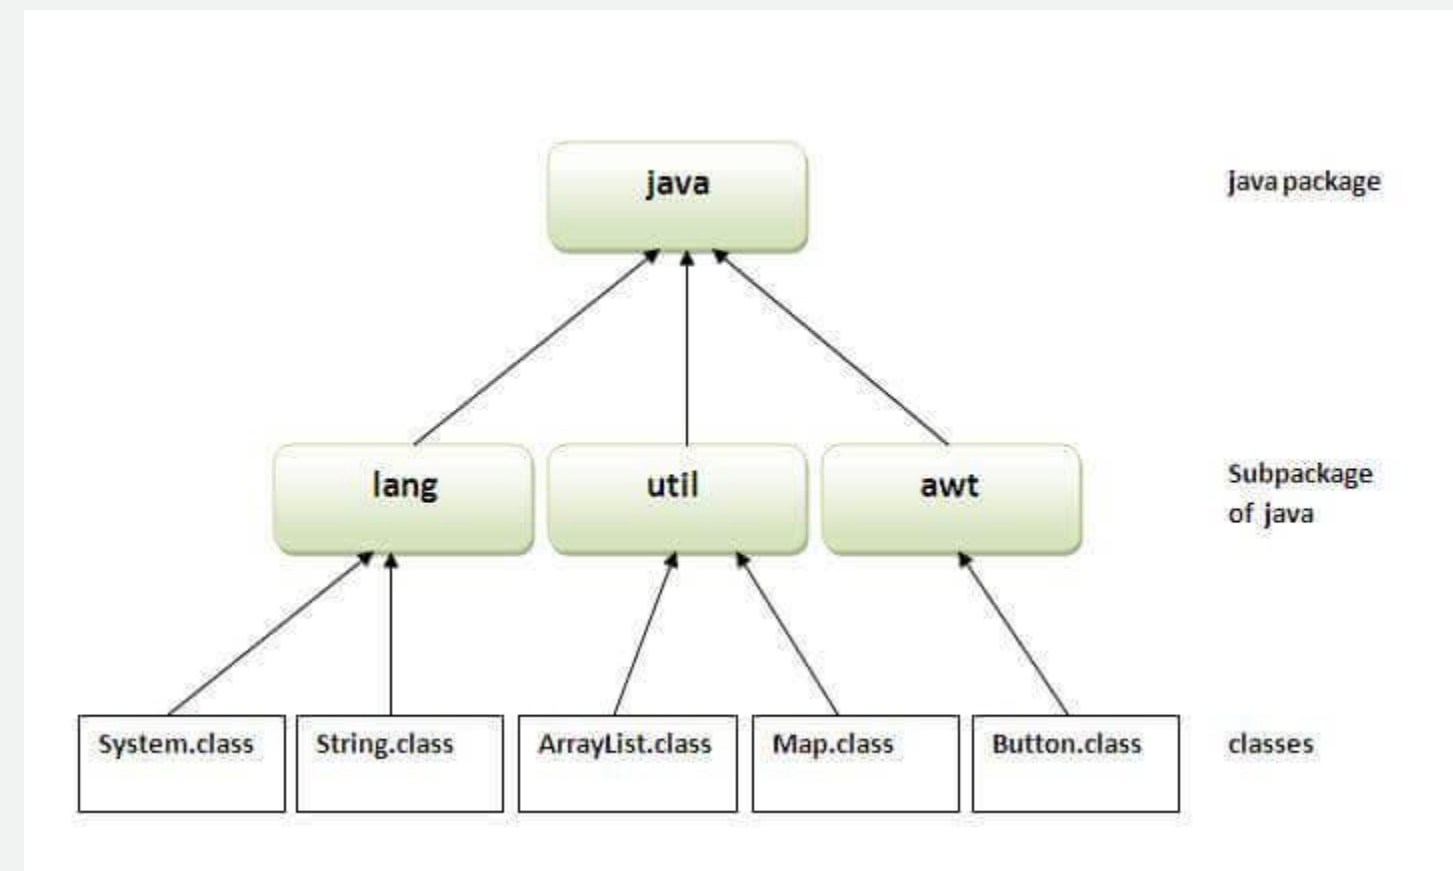 java
java package
lang
util
awt
Subpackage
of java
System.class
String.class
ArrayList.class
Map.class
Button.class
classes